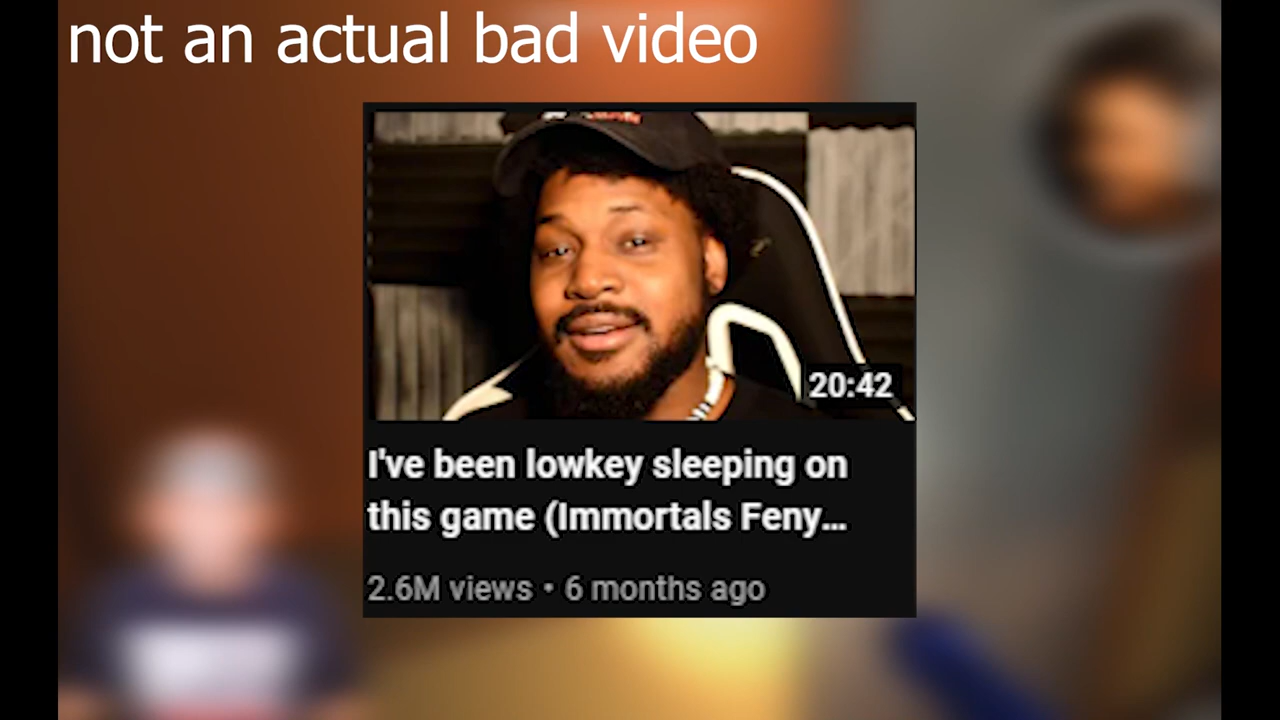 not an actual bad video
20:42
I've been lowkey sleeping on
this game (Immortals Feny...
2.6M views • 6 months ago